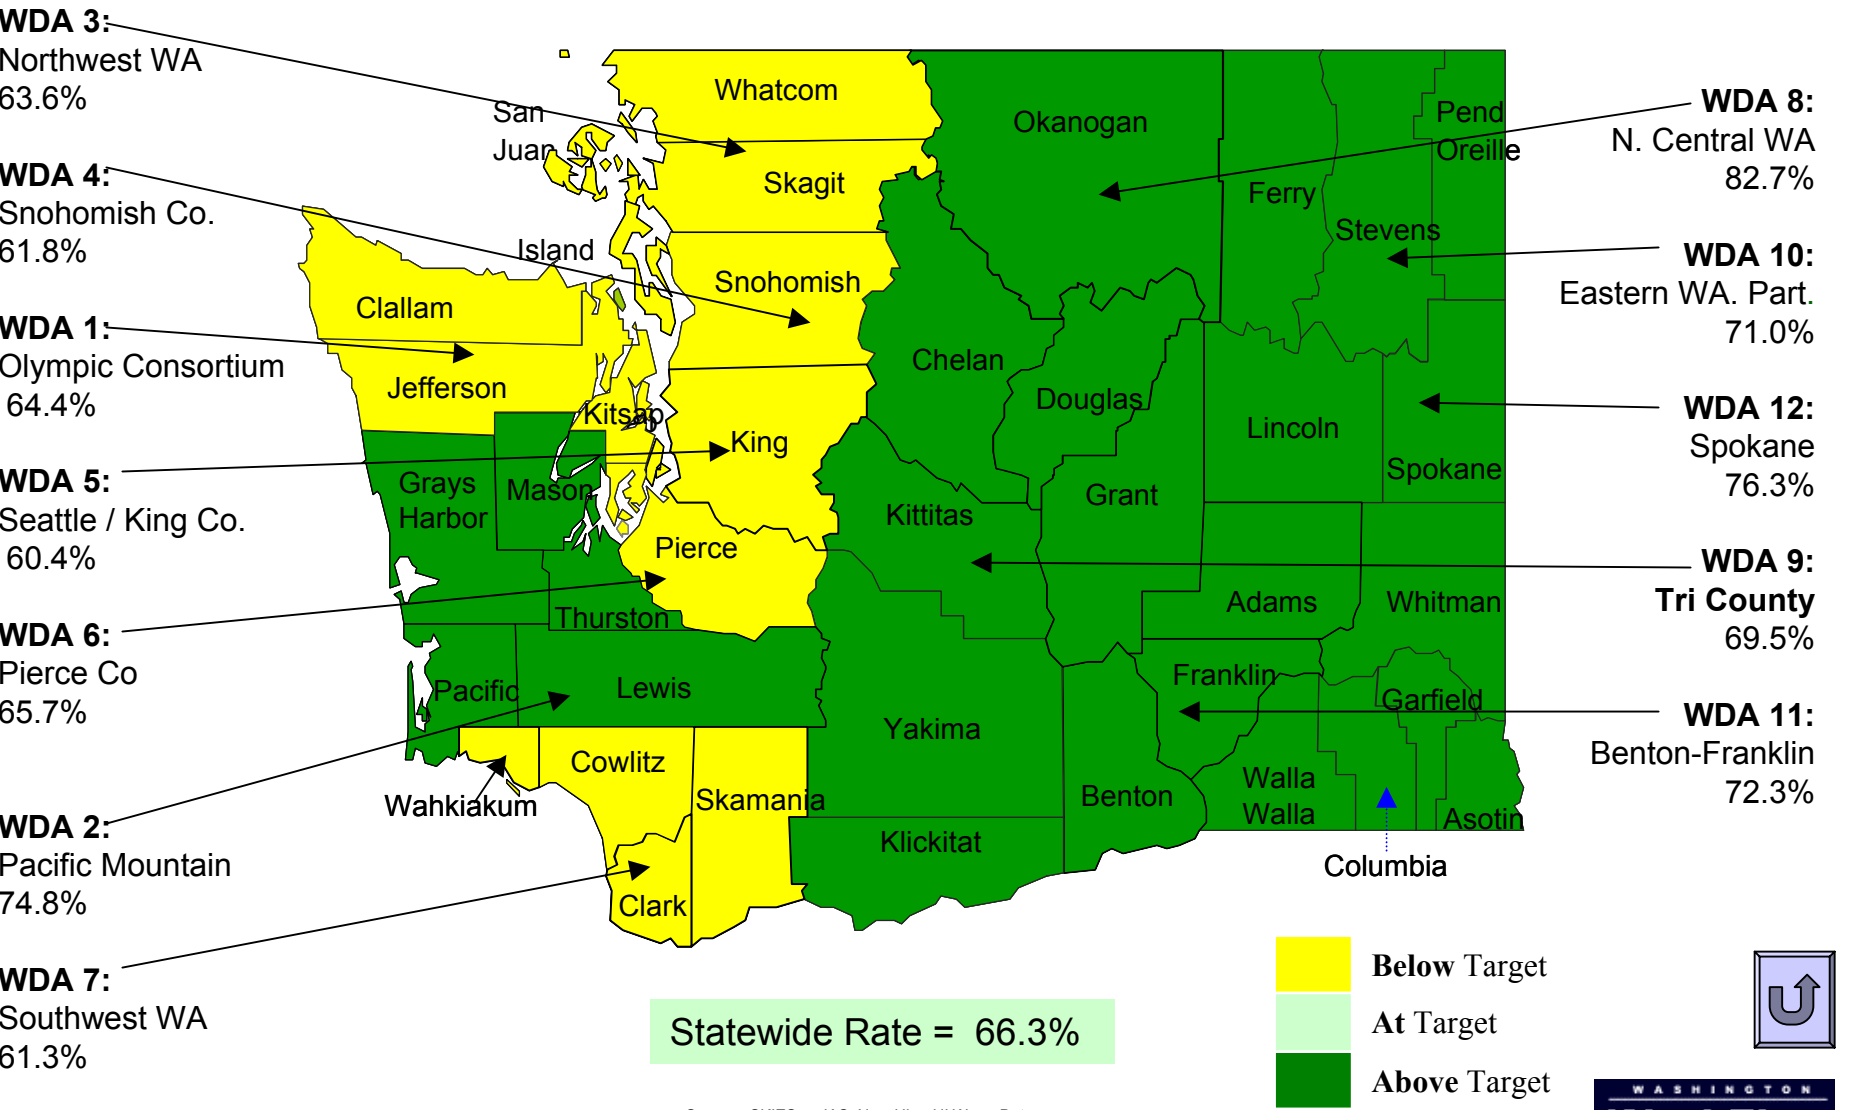 WDA 3:
Northwest WA
63.6%
WDA 4:
Snohomish Co.
61.8%
WDA 1:
Olympic Consortium
64.4%
WDA 5:
Seattle / King Co.
60.4%
WDA 6:
Pierce Co
65.7%
WDA 2:
Pacific Mountain
74.8%
WDA 7:
Southwest WA
61.3%
San
Juan
Island
Whatcom
Skagit
Snohomish
Clallam
Jefferson
Kitsap
King
Grays
Harbor
Mason
Pierce
Thurston
Pacific
Lewis
Wahkiakum
Cowlitz
Skamania
Clark
Okanogan
Chelan
Douglas
Kittitas
Grant
Yakima
Klickitat
Benton
Ferry
Stevens
Pend
Oreille
Lincoln
Spokane
Adams
Whitman
Franklin
Garfield
Walla
Walla
Asotin
Columbia
WDA 8:
N. Central WA
82.7%
WDA 10:
Eastern WA. Part.
71.0%
WDA 12:
Spokane
76.3%
WDA 9:
Tri County
69.5%
WDA 11:
Benton-Franklin
72.3%
Statewide Rate = 66.3%
Below Target
At Target
Above Target
WASHINGTON